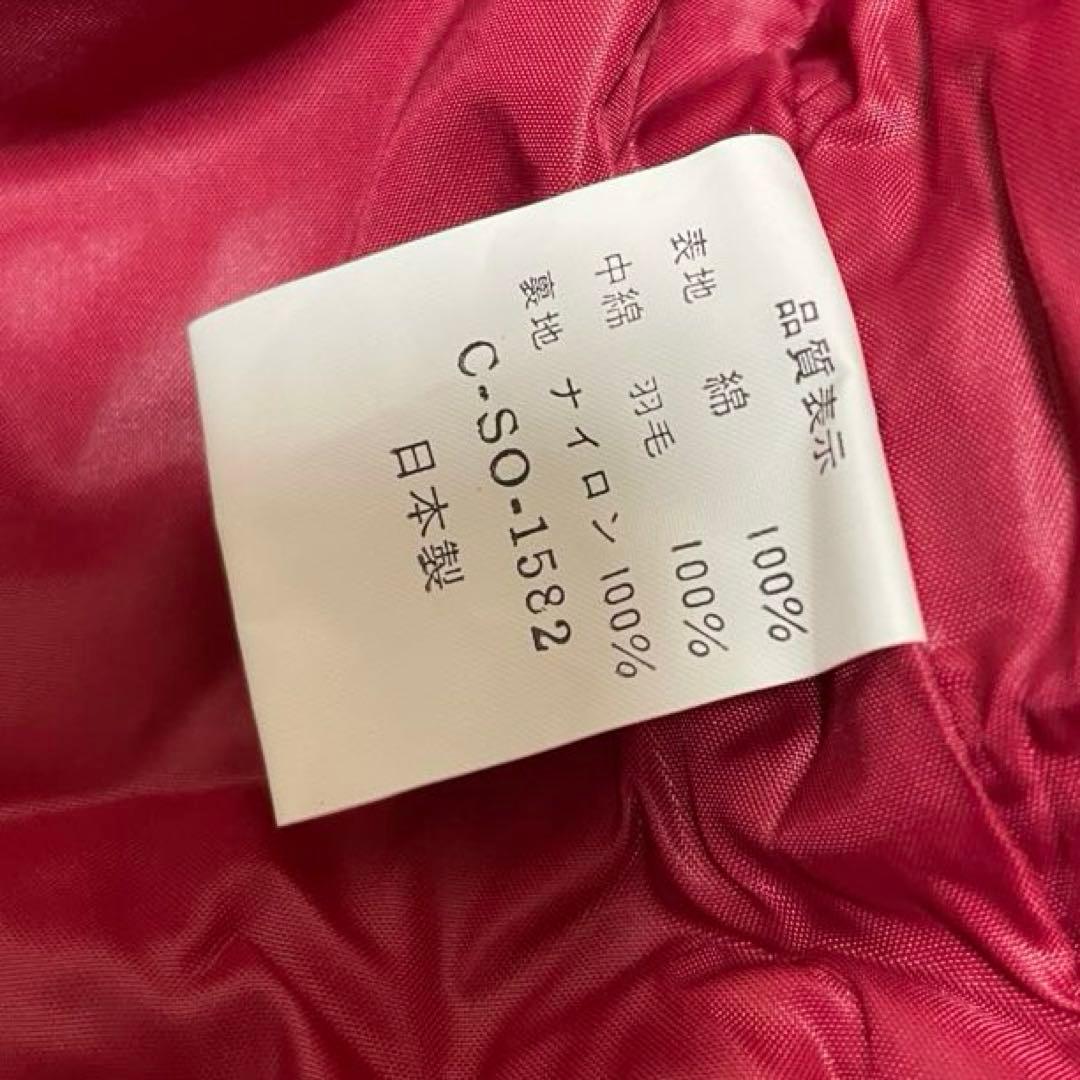 品質表示
表地 綿 100%
中綿 羽毛 100%
裏地 ナイロン 100%
C-SO-1582
日本製